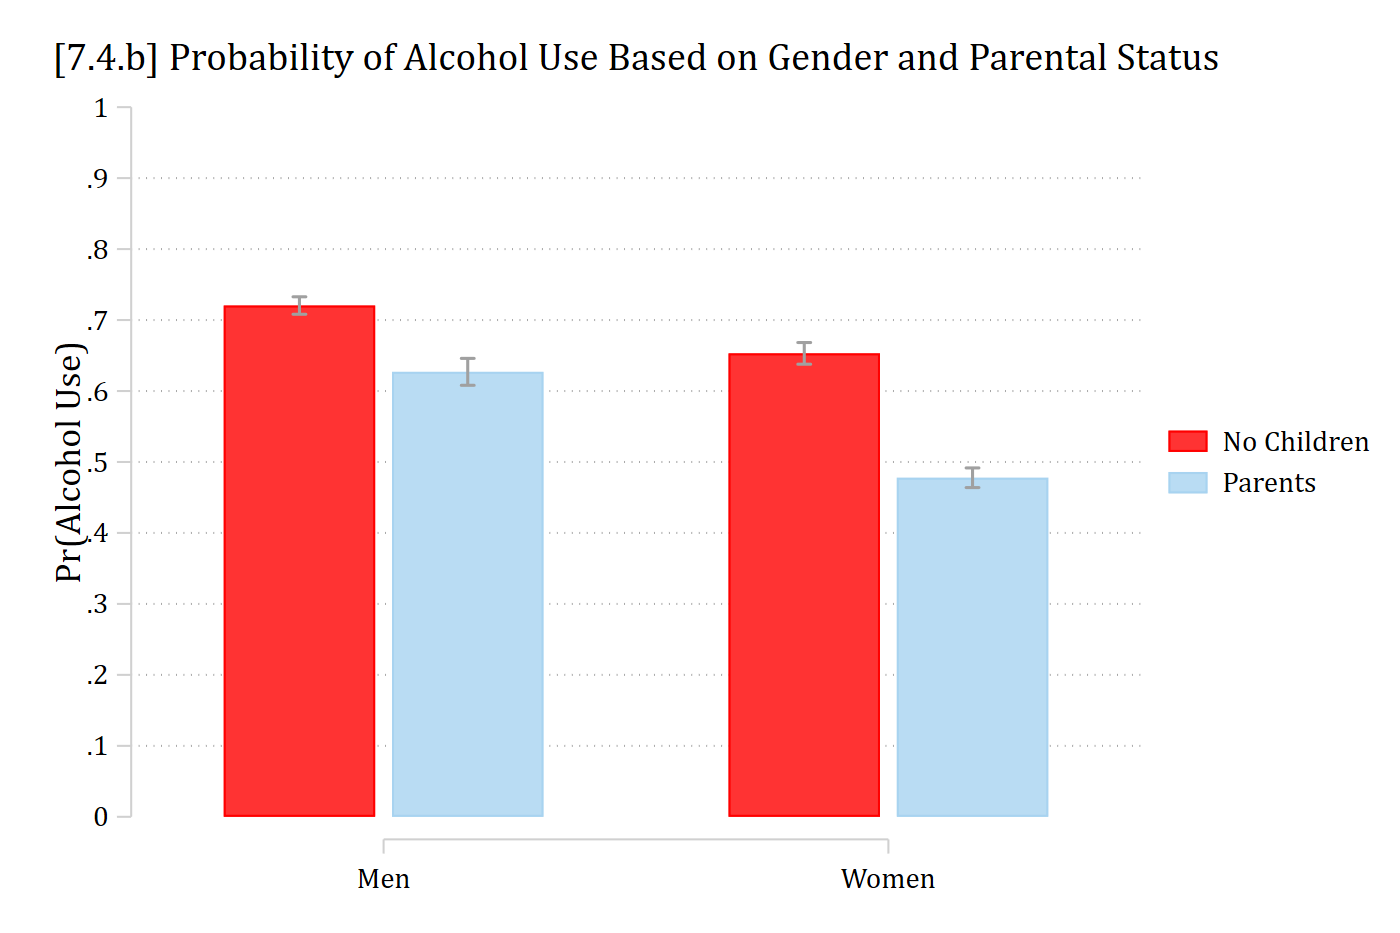 [7.4.b] Probability of Alcohol Use Based on Gender and Parental Status
1
.9
.8
.7
.6
.5
.4
.3
.2
.1
0
Pr(Alcohol Use)
Men
Women
No Children
Parents